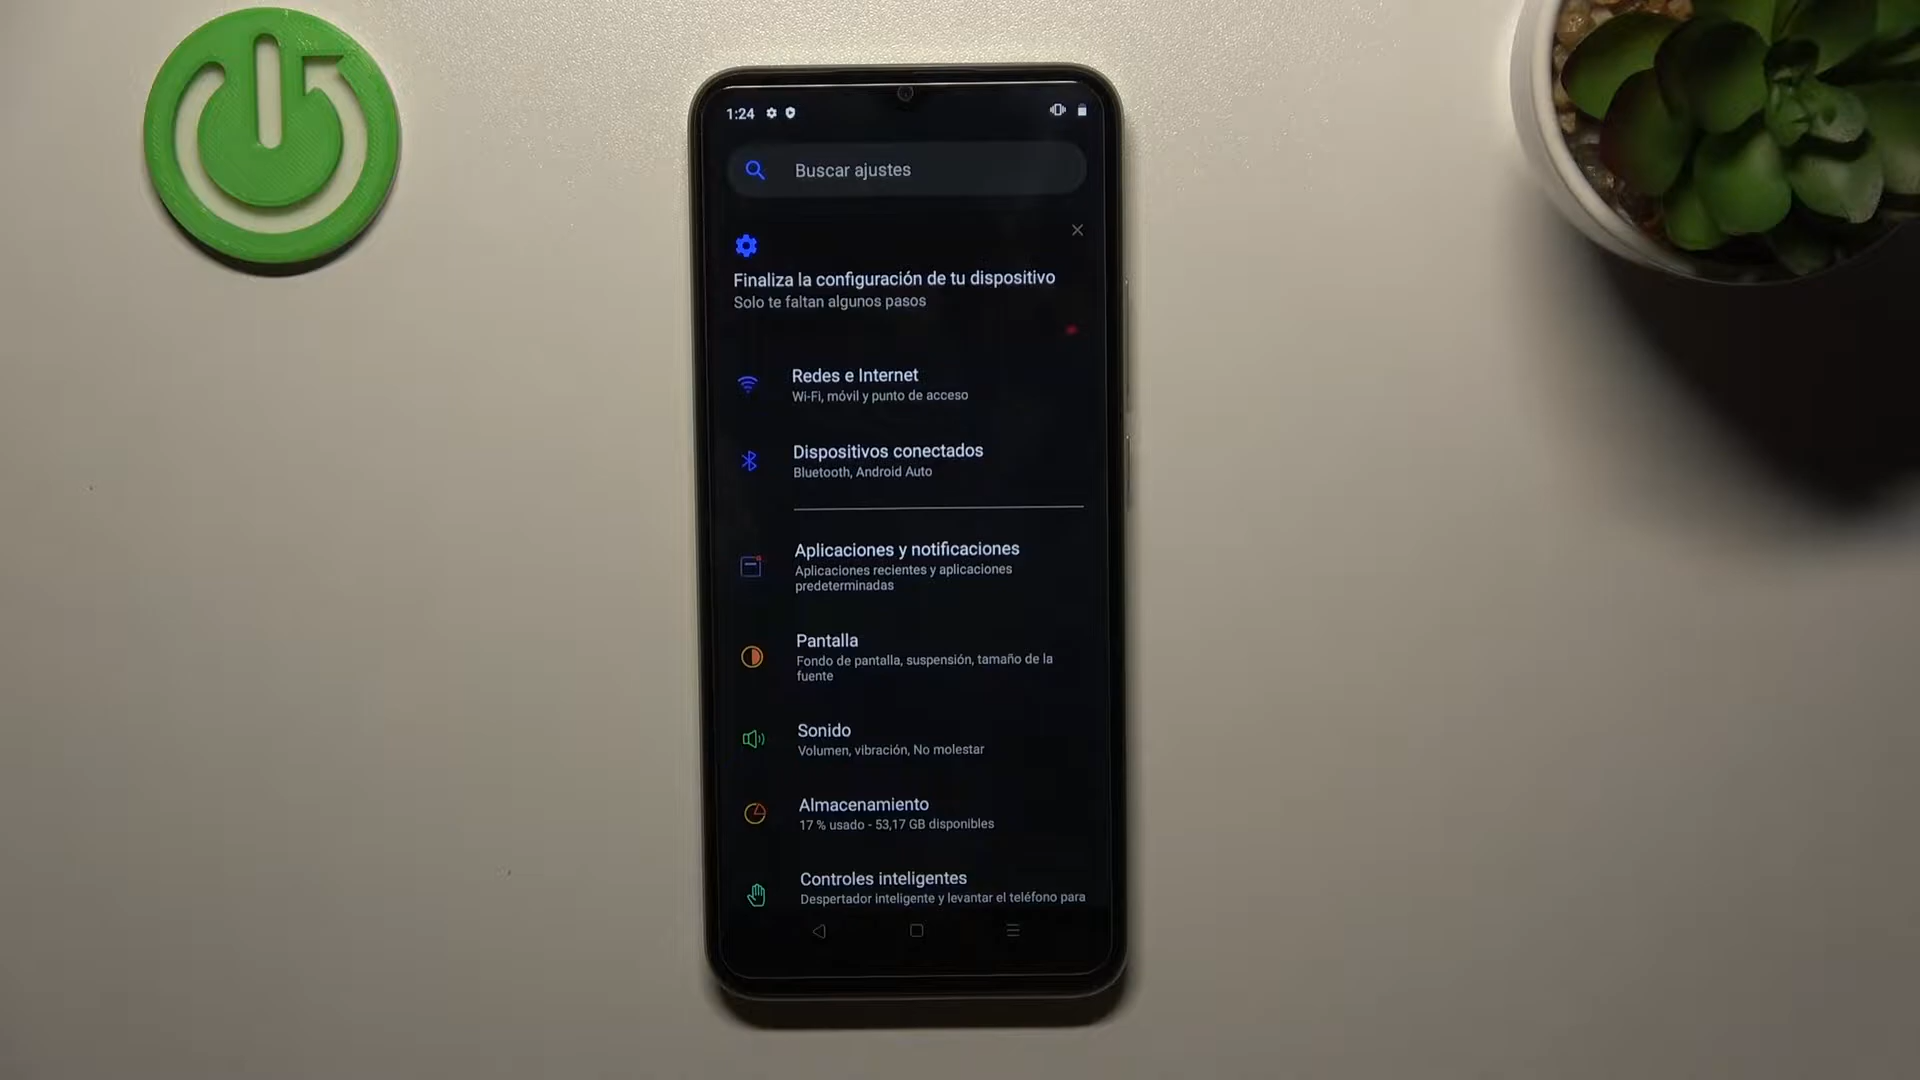 1:24
Buscar ajustes
Finaliza la configuración de tu dispositivo
Solo te faltan algunos pasos
Redes e Internet
Wi-Fi, móvil y punto de acceso
Dispositivos conectados
Bluetooth, Android Auto
Aplicaciones y notificaciones
Aplicaciones recientes y aplicaciones
predeterminadas
Pantalla
Fondo de pantalla, suspensión, tamaño de la
fuente
Sonido
Volumen, vibración, No molestar
Almacenamiento
17 % usado - 53,17 GB disponibles
Controles inteligentes
Despertador inteligente y levantar el teléfono para